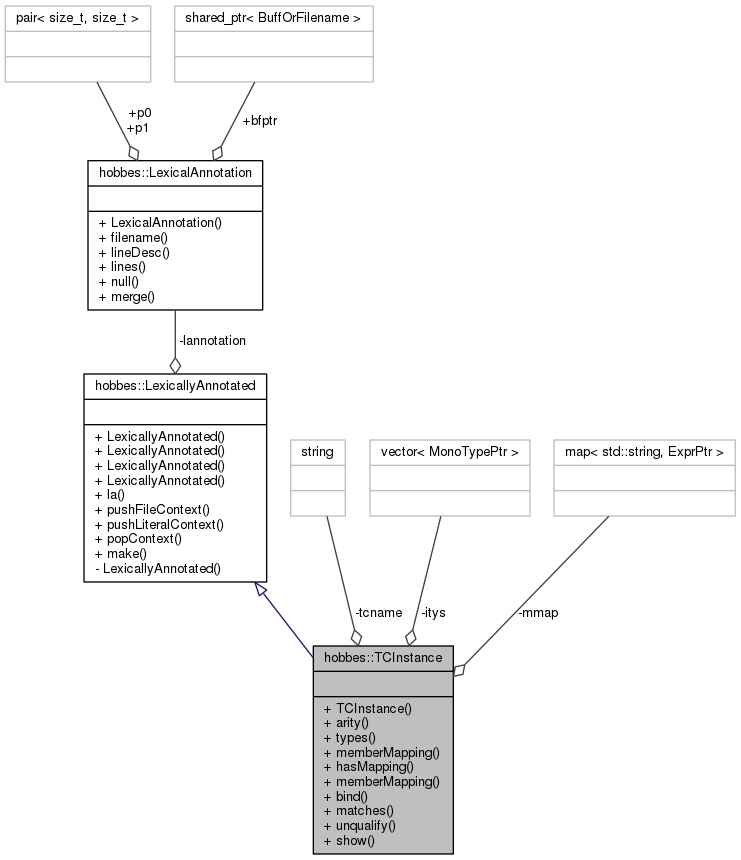 pair< size_t, size_t >
shared_ptr< BuffOrFilename >
+p0
+p1
+bfptr
hobbes::LexicalAnnotation
+ LexicalAnnotation()
+ filename()
+ lineDesc()
+ lines()
+ null()
+ merge()
-lannotation
hobbes::LexicallyAnnotated
+ LexicallyAnnotated()
+ LexicallyAnnotated()
+ LexicallyAnnotated()
+ LexicallyAnnotated()
+ la()
+ pushFileContext()
+ pushLiteralContext()
+ popContext()
+ make()
- LexicallyAnnotated()
string
vector< MonoTypePtr >
map< std::string, ExprPtr >
-tcname
-itys
-mmap
hobbes::TCInstance
+ TCInstance()
+ arity()
+ types()
+ memberMapping()
+ hasMapping()
+ memberMapping()
+ bind()
+ matches()
+ unqualify()
+ show()